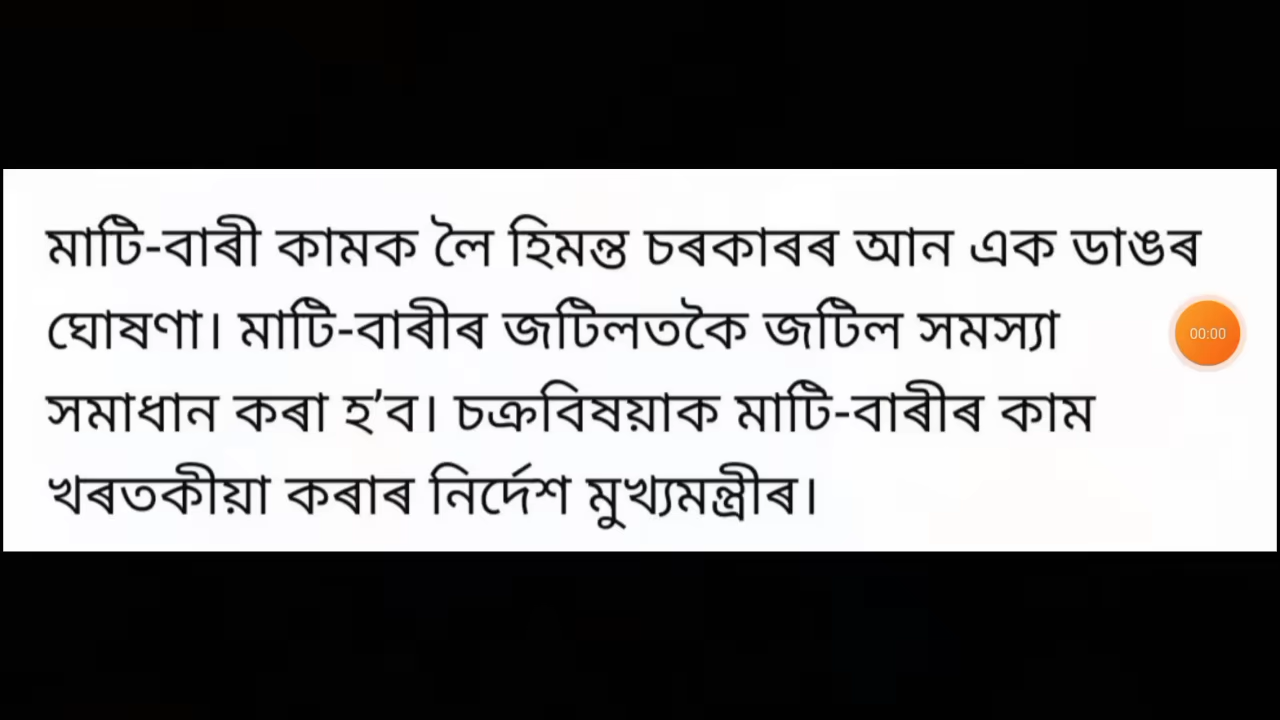 মাটি-বাৰী কামক লৈ হিমন্ত চৰকাৰৰ আন এক ডাঙৰ
ঘোষণা। মাটি-বাৰীৰ জটিলতকৈ জটিল সমস্যা
00:00
সমাধান কৰা হ’ব। চক্ৰবিষয়াক মাটি-বাৰীৰ কাম
খৰতকীয়া কৰাৰ নিৰ্দেশ মুখ্যমন্ত্ৰীৰ।